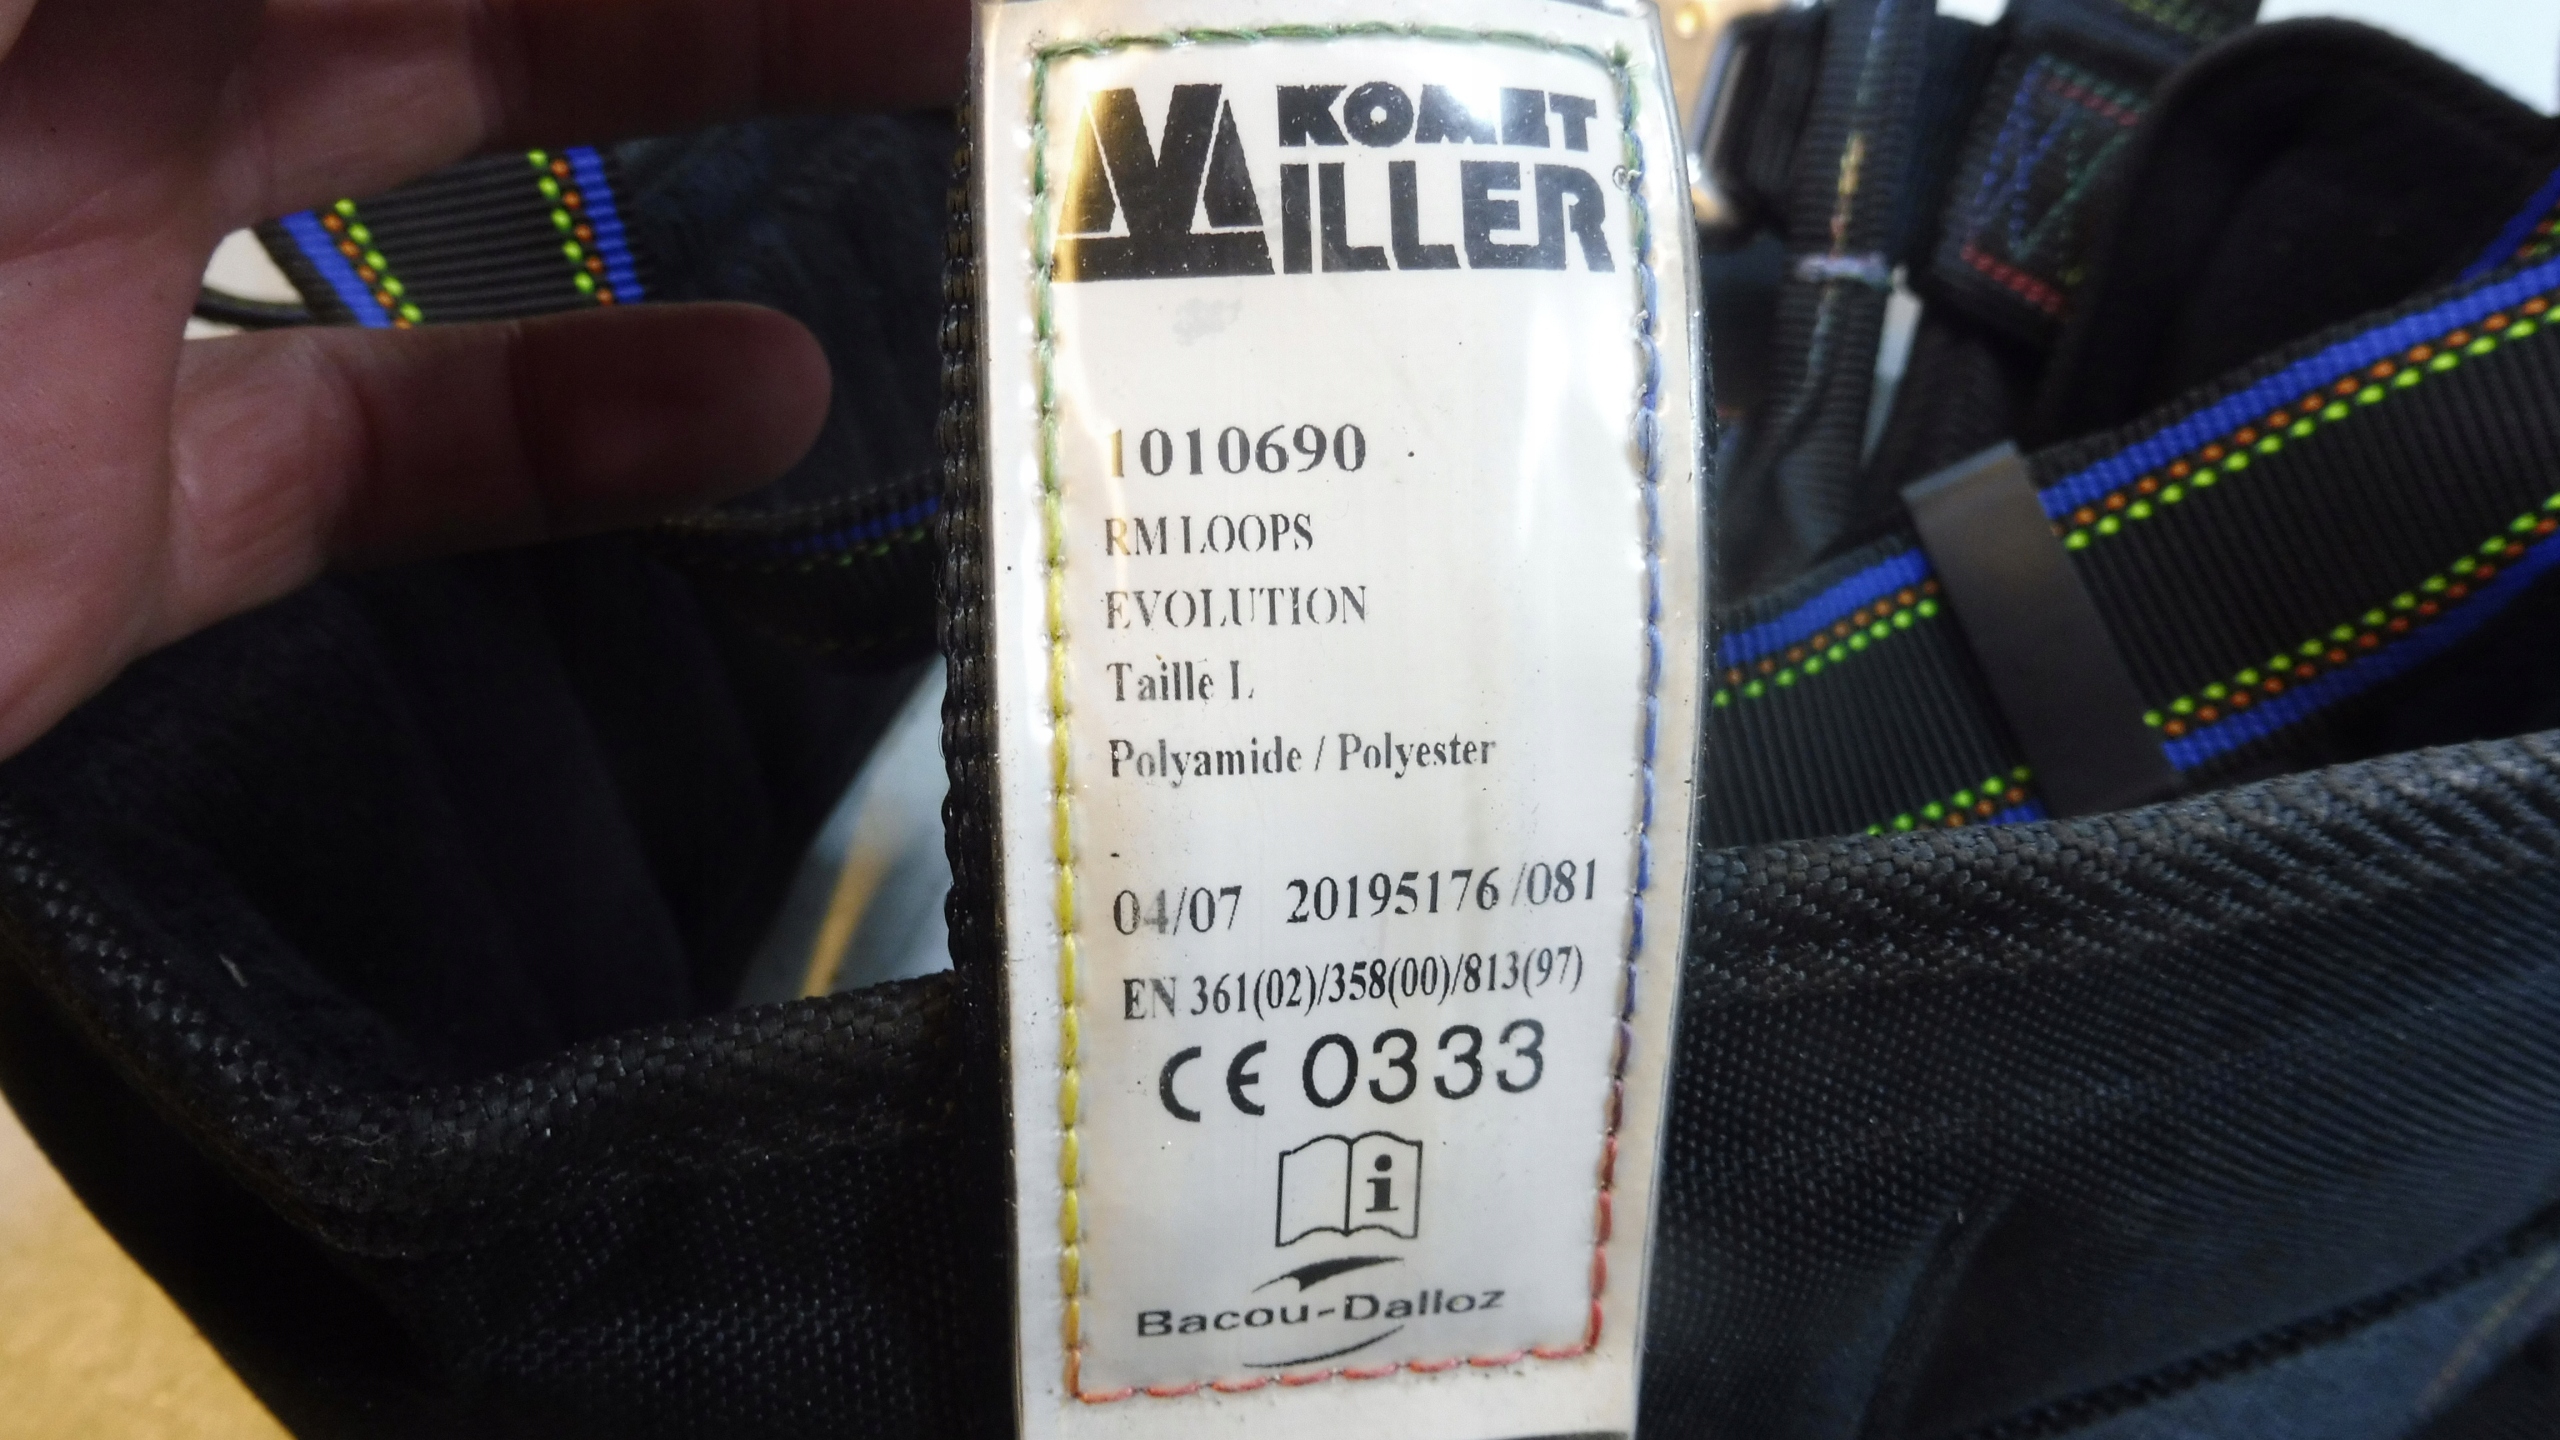 KOMET
MILLER®
1010690
RM LOOPS
EVOLUTION
Taille L
Polyamide / Polyester
04/07 20195176 /081
EN 361(02)/358(00)/813(97)
CE 0333
i
Bacou-Dalloz